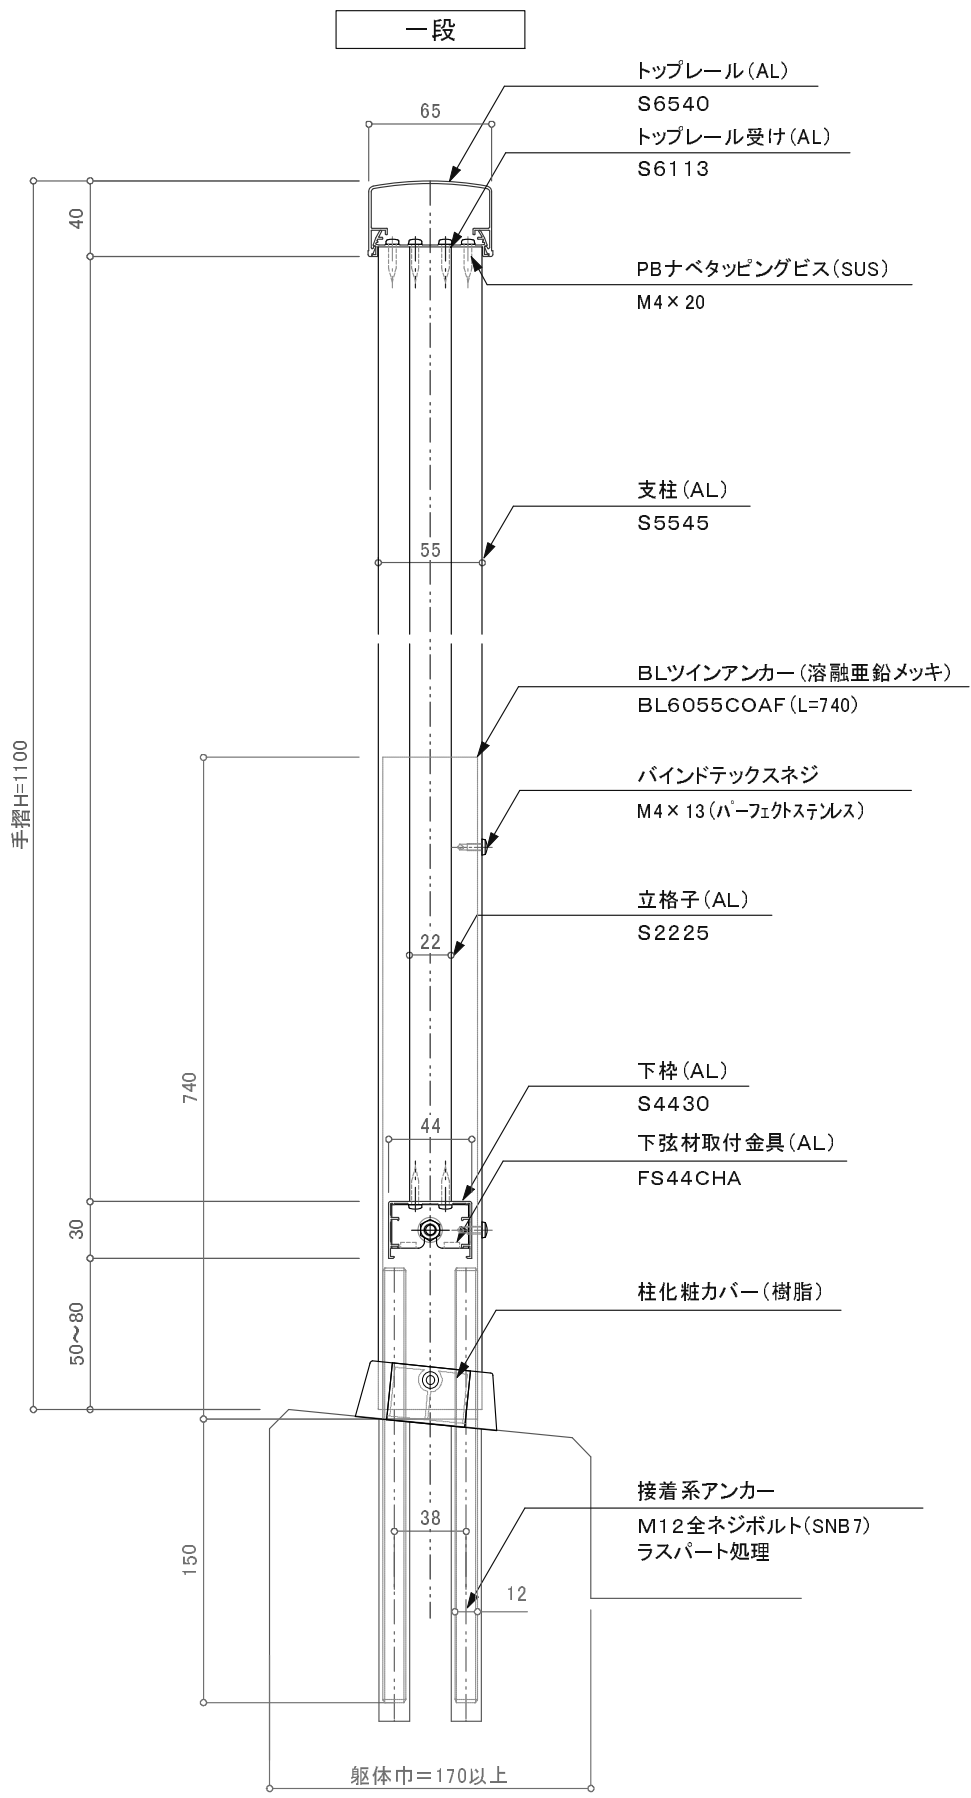 一段
トップレール(AL)
S6540
65
トップレール受け(AL)
S6113
40
PBナベタッピングビス(SUS)
M4×20
支柱(AL)
S5545
55
BLツインアンカー(溶融亜鉛メッキ)
BL6055COAF(L=740)
手摺H=1100
バインドテックスネジ
M4×13(パーフェクトステンレス)
立格子(AL)
S2225
22
740
下枠(AL)
S4430
44
下弦材取付金具(AL)
FS44CHA
30
柱化粧カバー(樹脂)
50～80
接着系アンカー
M12全ネジボルト(SNB7)
ラスパート処理
38
150
12
躯体巾=170以上